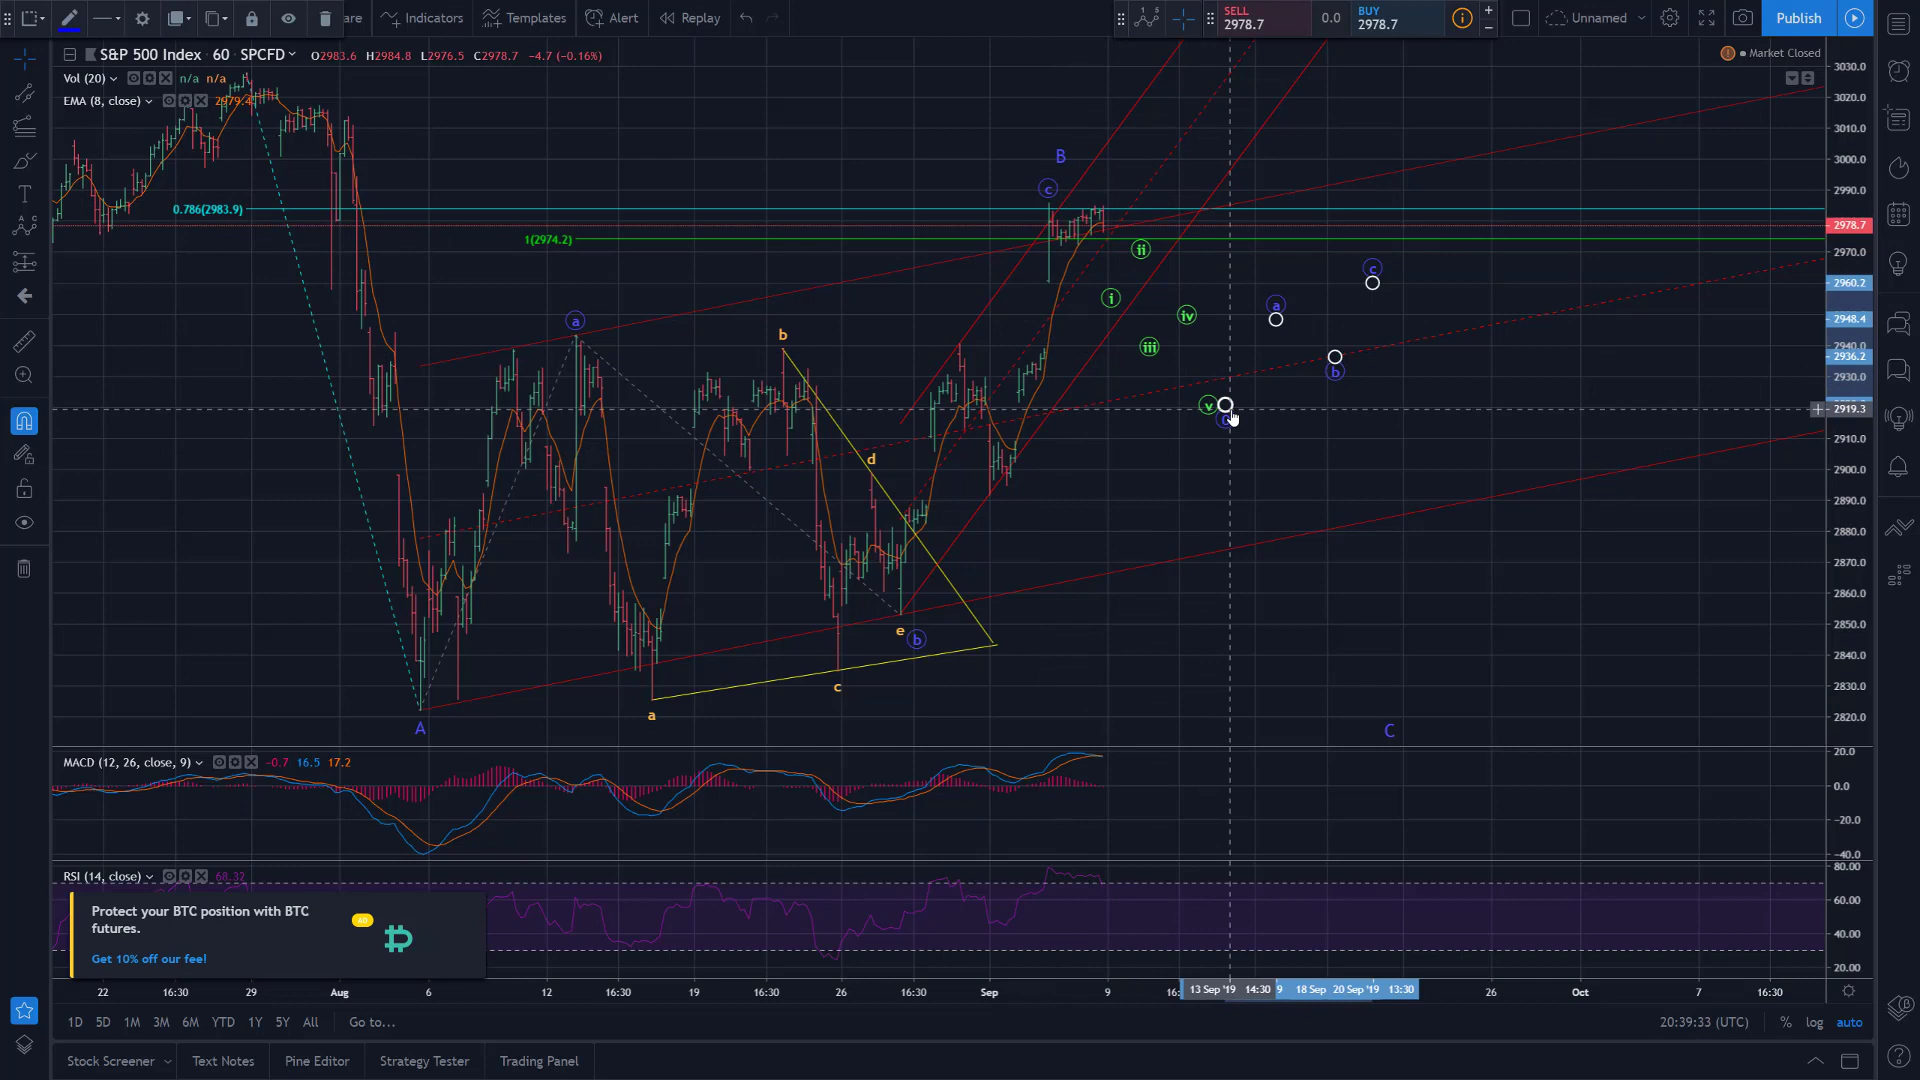 are
Indicators
Templates
Alert
Replay
SELL
2978.7
0.0
BUY
2978.7
Unnamed
Publish
S&P 500 Index • 60 • SPCFD
O2983.6 H2984.8 L2976.5 C2978.7 -4.7 (-0.16%)
Market Closed
Vol (20) n/a n/a
EMA (8, close) 2979.4
3030.0
3020.0
3010.0
3000.0
2990.0
2978.7
2970.0
2960.2
2948.4
2940.0
2936.2
2930.0
2919.3
2910.0
2900.0
2890.0
2880.0
2870.0
2860.0
2850.0
2840.0
2830.0
2820.0
0.786(2983.9)
1(2974.2)
B
c
ii
i
iv
iii
a
c
b
v
a
b
d
e
b
c
a
A
C
MACD (12, 26, close, 9) -0.7 16.5 17.2
20.0
0.0
-20.0
-40.0
RSI (14, close) 68.32
80.00
60.00
40.00
20.00
Protect your BTC position with BTC
futures.
AD
Get 10% off our fee!
22 16:30 29 Aug 6 12 16:30 19 16:30 26 16:30 Sep 9 13 Sep '19 14:30 9 18 Sep 20 Sep '19 13:30 26 Oct 7 16:30
1D 5D 1M 3M 6M YTD 1Y 5Y All Go to...
20:39:33 (UTC) % log auto
Stock Screener Text Notes Pine Editor Strategy Tester Trading Panel